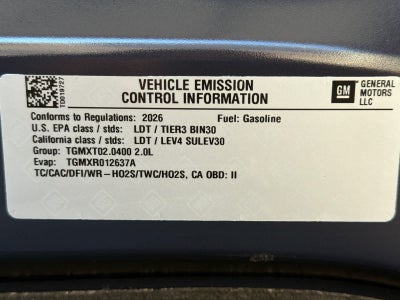 VEHICLE EMISSION
CONTROL INFORMATION
GM
GENERAL
MOTORS
LLC
TD019727
Conforms to Regulations: 2026 Fuel: Gasoline
U.S. EPA class / stds: LDT / TIER3 BIN30
California class / stds: LDT / LEV4 SULEV30
Group: TGMXT02.0400 2.0L
Evap: TGMXR012637A
TC/CAC/DFI/WR-HO2S/TWC/HO2S, CA OBD: II